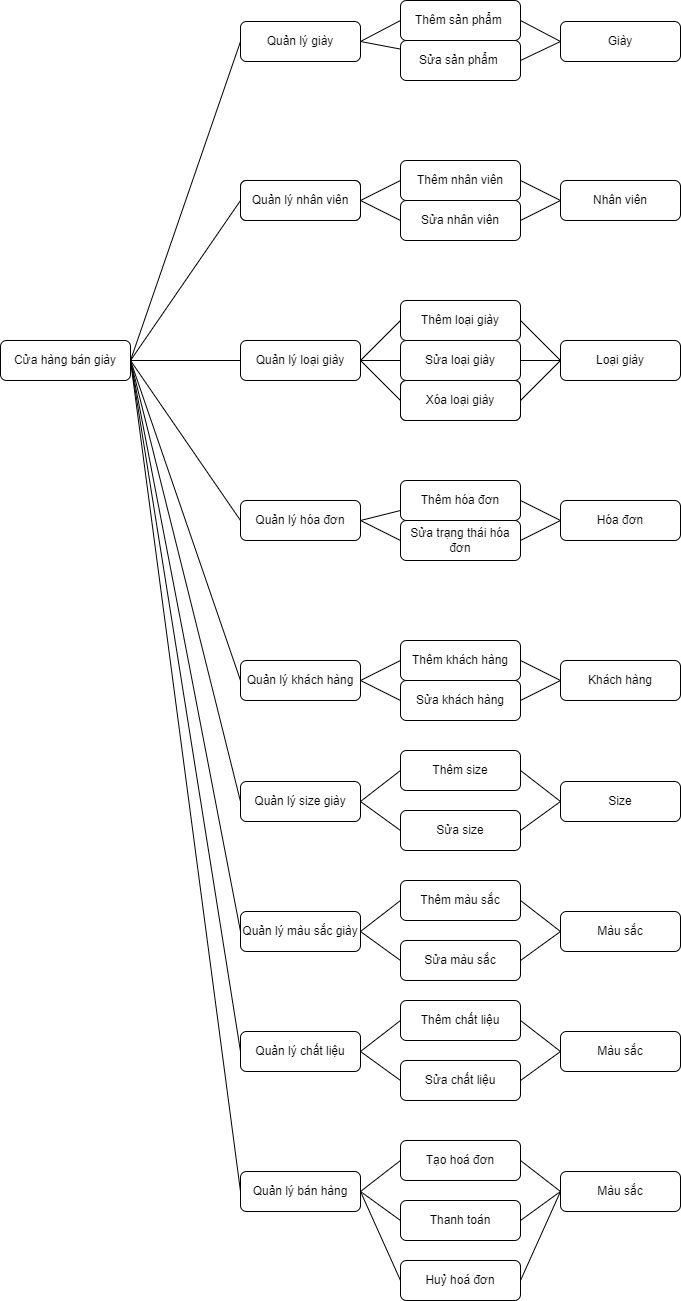 Thêm sản phẩm
Quản lý giày
Giày
Sửa sản phẩm
Thêm nhân viên
Quản lý nhân viên
Nhân viên
Sửa nhân viên
Thêm loại giày
Cửa hàng bán giày
Quản lý loại giày
Sửa loại giày
Loại giày
Xóa loại giày
Thêm hóa đơn
Quản lý hóa đơn
Hóa đơn
Sửa trạng thái hóa
đơn
Thêm khách hàng
Quản lý khách hàng
Khách hàng
Sửa khách hàng
Thêm size
Quản lý size giày
Size
Sửa size
Thêm màu sắc
Quản lý màu sắc giày
Màu sắc
Sửa màu sắc
Thêm chất liệu
Quản lý chất liệu
Màu sắc
Sửa chất liệu
Tạo hoá đơn
Quản lý bán hàng
Màu sắc
Thanh toán
Huỷ hoá đơn